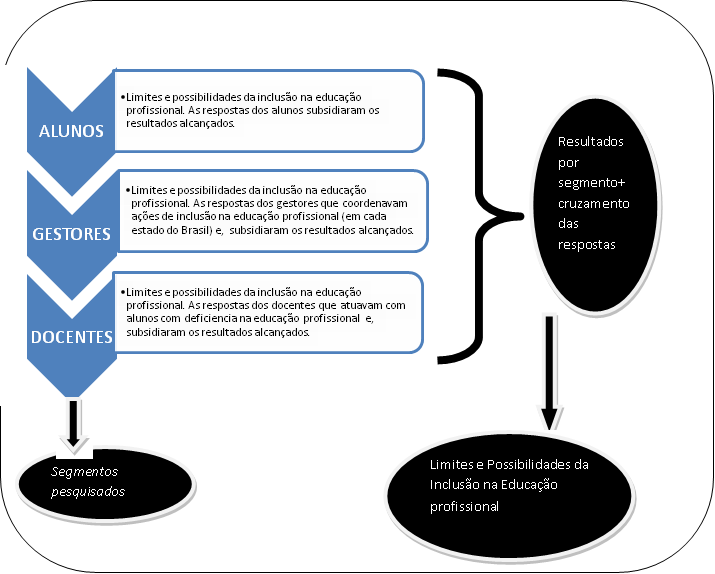 ALUNOS
•Limites e possibilidades da inclusão na educação
profissional. As respostas dos alunos subsidiaram os
resultados alcançados.
GESTORES
•Limites e possibilidades da inclusão na educação
profissional. As respostas dos gestores que coordenavam
ações de inclusão na educação profissional (em cada
estado do Brasil) e, subsidiaram os resultados alcançados.
DOCENTES
•Limites e possibilidades da inclusão na educação
profissional. As respostas dos docentes que atuavam com
alunos com deficiencia na educação profissional e,
subsidiaram os resultados alcançados.
Resultados
por
segmento+
cruzamento
das
respostas
Segmentos
pesquisados
Limites e Possibilidades da
Inclusão na Educação
profissional